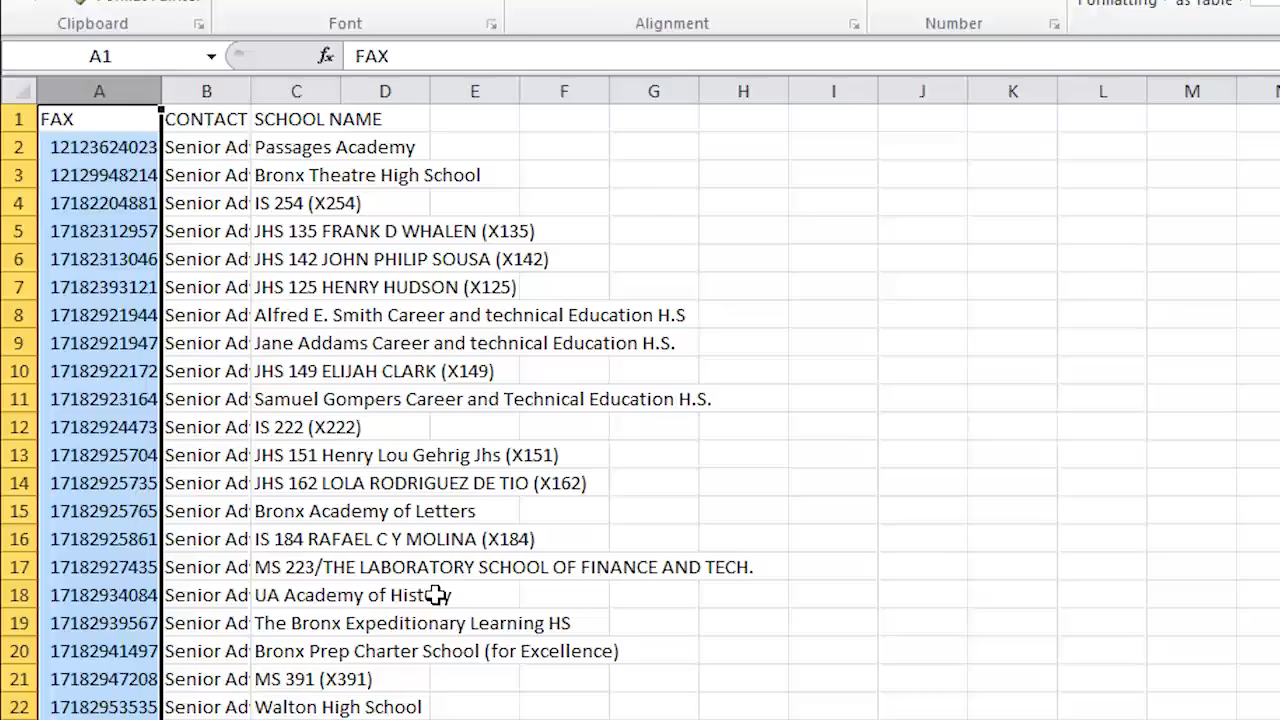 Clipboard Font Alignment Number Formatting as Table
A1 fx FAX
A B C D E F G H I J K L M N
1 FAX CONTACT SCHOOL NAME
2 12123624023 Senior Ad Passages Academy
3 12129948214 Senior Ad Bronx Theatre High School
4 17182204881 Senior Ad IS 254 (X254)
5 17182312957 Senior Ad JHS 135 FRANK D WHALEN (X135)
6 17182313046 Senior Ad JHS 142 JOHN PHILIP SOUSA (X142)
7 17182393121 Senior Ad JHS 125 HENRY HUDSON (X125)
8 17182921944 Senior Ad Alfred E. Smith Career and technical Education H.S
9 17182921947 Senior Ad Jane Addams Career and technical Education H.S.
10 17182922172 Senior Ad JHS 149 ELIJAH CLARK (X149)
11 17182923164 Senior Ad Samuel Gompers Career and Technical Education H.S.
12 17182924473 Senior Ad IS 222 (X222)
13 17182925704 Senior Ad JHS 151 Henry Lou Gehrig Jhs (X151)
14 17182925735 Senior Ad JHS 162 LOLA RODRIGUEZ DE TIO (X162)
15 17182925765 Senior Ad Bronx Academy of Letters
16 17182925861 Senior Ad IS 184 RAFAEL C Y MOLINA (X184)
17 17182927435 Senior Ad MS 223/THE LABORATORY SCHOOL OF FINANCE AND TECH.
18 17182934084 Senior Ad UA Academy of History
19 17182939567 Senior Ad The Bronx Expeditionary Learning HS
20 17182941497 Senior Ad Bronx Prep Charter School (for Excellence)
21 17182947208 Senior Ad MS 391 (X391)
22 17182953535 Senior Ad Walton High School